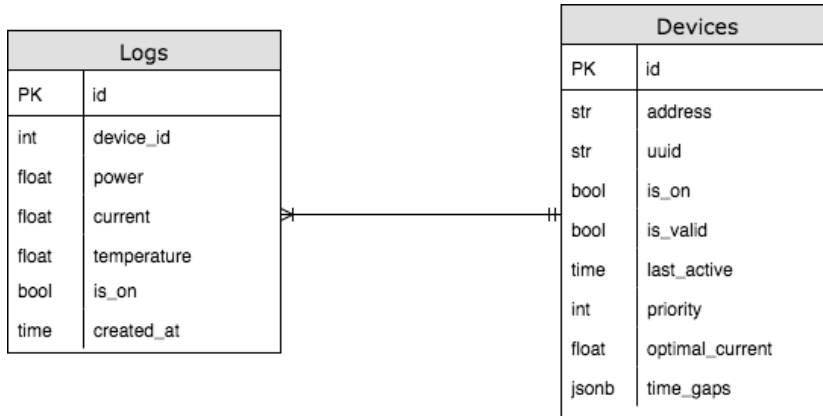 Logs
PK id
int device_id
float power
float current
float temperature
bool is_on
time created_at
Devices
PK id
str address
str uuid
bool is_on
bool is_valid
time last_active
int priority
float optimal_current
jsonb time_gaps